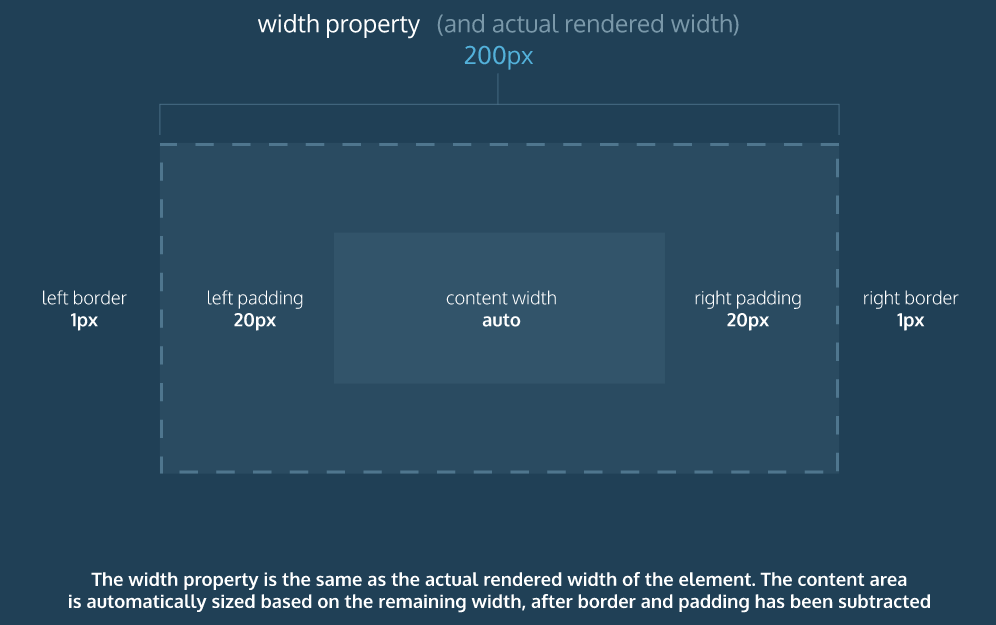 width property (and actual rendered width)
200px
left border
1px
left padding
20px
content width
auto
right padding
20px
right border
1px
The width property is the same as the actual rendered width of the element. The content area
is automatically sized based on the remaining width, after border and padding has been subtracted